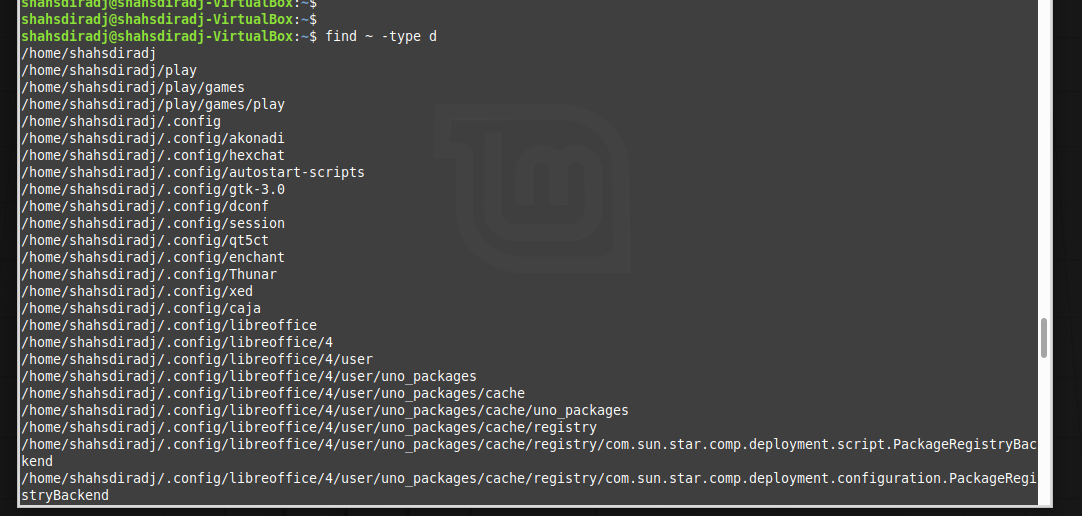 shahsdiradj@shahsdiradj-VirtualBox:~$
shahsdiradj@shahsdiradj-VirtualBox:~$
shahsdiradj@shahsdiradj-VirtualBox:~$ find ~ -type d
/home/shahsdiradj
/home/shahsdiradj/play
/home/shahsdiradj/play/games
/home/shahsdiradj/play/games/play
/home/shahsdiradj/.config
/home/shahsdiradj/.config/akonadi
/home/shahsdiradj/.config/hexchat
/home/shahsdiradj/.config/autostart-scripts
/home/shahsdiradj/.config/gtk-3.0
/home/shahsdiradj/.config/dconf
/home/shahsdiradj/.config/session
/home/shahsdiradj/.config/qt5ct
/home/shahsdiradj/.config/enchant
/home/shahsdiradj/.config/Thunar
/home/shahsdiradj/.config/xed
/home/shahsdiradj/.config/caja
/home/shahsdiradj/.config/libreoffice
/home/shahsdiradj/.config/libreoffice/4
/home/shahsdiradj/.config/libreoffice/4/user
/home/shahsdiradj/.config/libreoffice/4/user/uno_packages
/home/shahsdiradj/.config/libreoffice/4/user/uno_packages/cache
/home/shahsdiradj/.config/libreoffice/4/user/uno_packages/cache/uno_packages
/home/shahsdiradj/.config/libreoffice/4/user/uno_packages/cache/registry
/home/shahsdiradj/.config/libreoffice/4/user/uno_packages/cache/registry/com.sun.star.comp.deployment.script.PackageRegistryBac
kend
/home/shahsdiradj/.config/libreoffice/4/user/uno_packages/cache/registry/com.sun.star.comp.deployment.configuration.PackageRegi
stryBackend